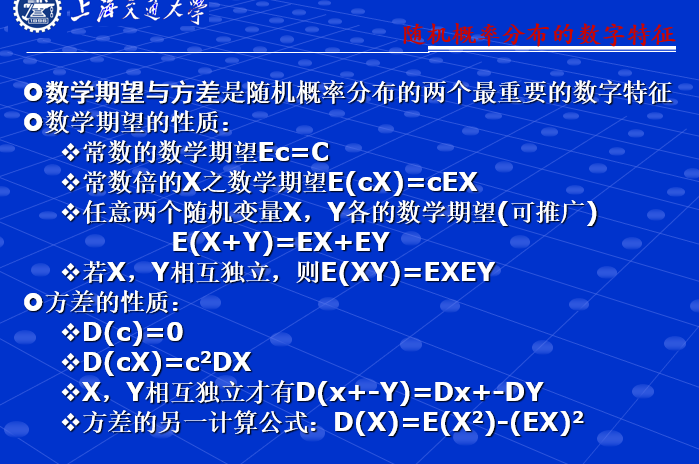 上海交通大学
随机概率分布的数字特征
数学期望与方差是随机概率分布的两个最重要的数字特征
数学期望的性质：
常数的数学期望Ec=C
常数倍的X之数学期望E(cX)=cEX
任意两个随机变量X，Y各的数学期望(可推广)
E(X+Y)=EX+EY
若X，Y相互独立，则E(XY)=EXEY
方差的性质：
D(c)=0
D(cX)=c²DX
X，Y相互独立才有D(x+-Y)=Dx+-DY
方差的另一计算公式：D(X)=E(X²)-(EX)²